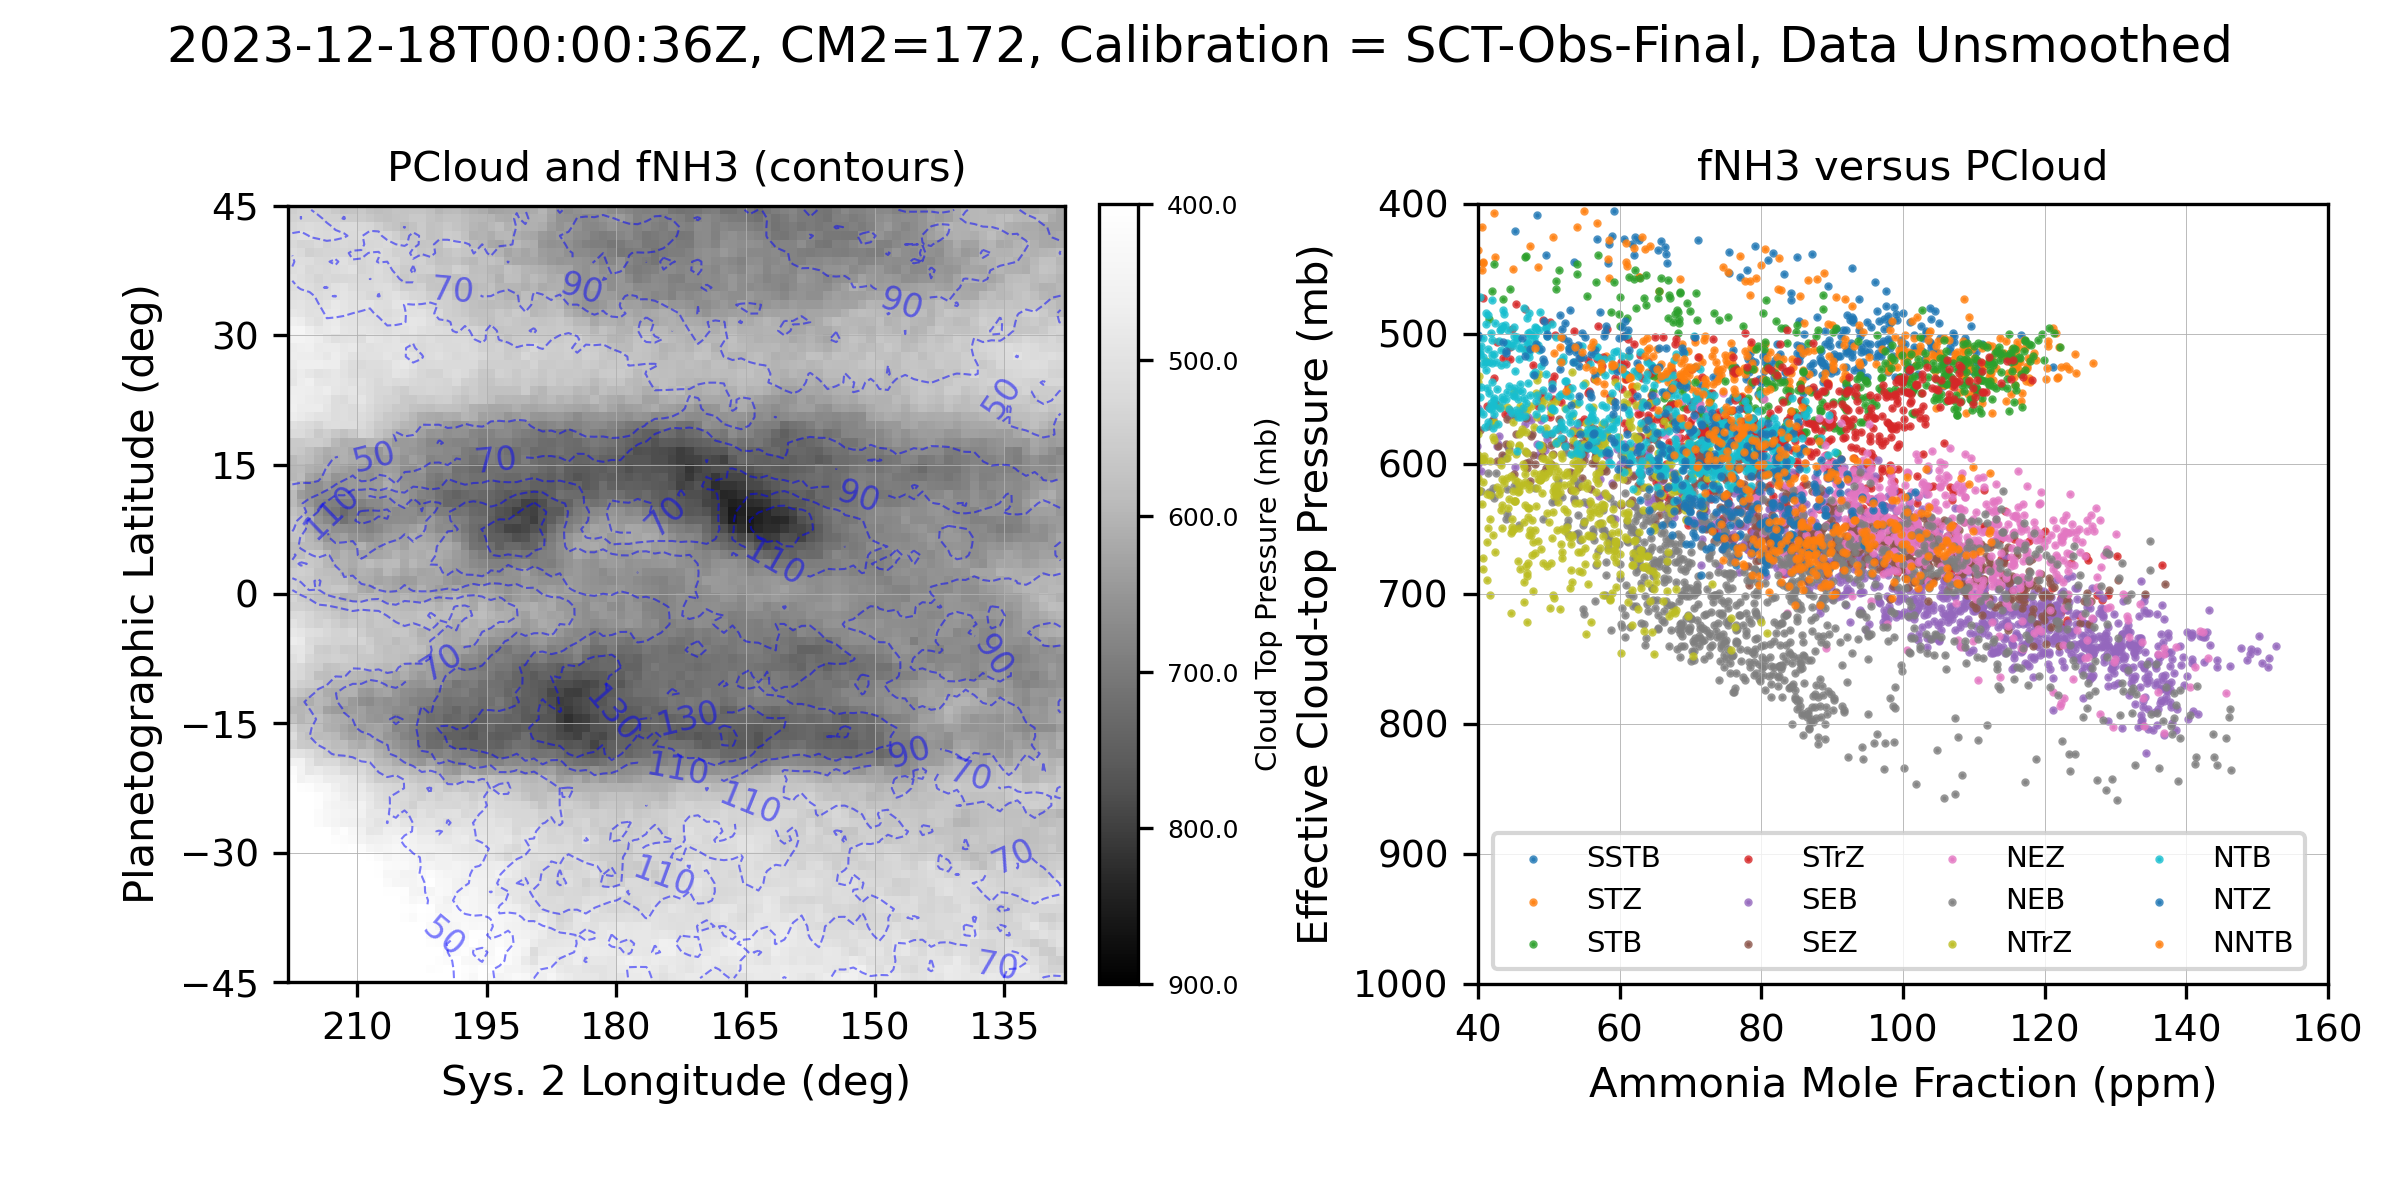 2023-12-18T00:00:36Z, CM2=172, Calibration = SCT-Obs-Final, Data Unsmoothed
PCloud and fNH3 (contours)
45
30
15
0
−15
−30
−45
Planetographic Latitude (deg)
210
195
180
165
150
135
Sys. 2 Longitude (deg)
70
90
90
50
50
70
110
70
90
110
70
90
130
130
110
90
70
110
110
70
50
70
400.0
500.0
600.0
700.0
800.0
900.0
Cloud Top Pressure (mb)
fNH3 versus PCloud
400
500
600
700
800
900
1000
Effective Cloud-top Pressure (mb)
SSTB
STZ
STB
STrZ
SEB
SEZ
NEZ
NEB
NTrZ
NTB
NTZ
NNTB
40
60
80
100
120
140
160
Ammonia Mole Fraction (ppm)